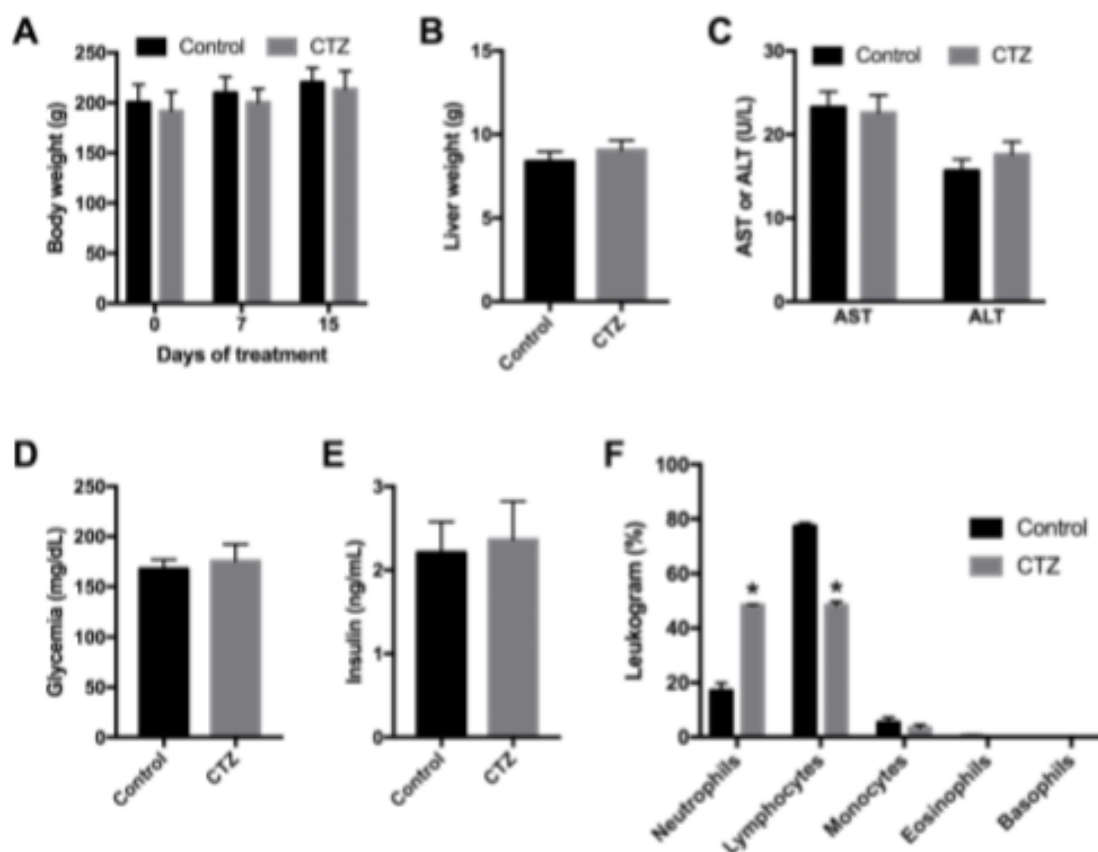 A
Control CTZ
Body weight (g)
250
200
150
100
50
0
0 7 15
Days of treatment
B
Liver weight (g)
15
10
5
0
Control CTZ
C
Control CTZ
AST or ALT (U/L)
30
20
10
0
AST ALT
D
Glycemia (mg/dL)
250
200
150
100
50
0
Control CTZ
E
Insulin (ng/mL)
3
2
1
0
Control CTZ
F
Leukogram (%)
100
80
60
40
20
0
Control
CTZ
* *
Neutrophils Lymphocytes Monocytes Eosinophils Basophils